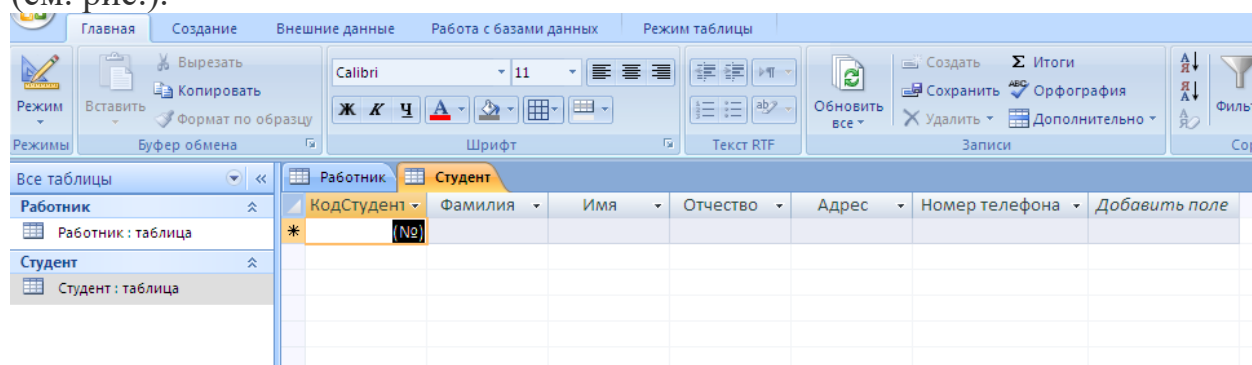 (см. рис.).
Главная Создание Внешние данные Работа с базами данных Режим таблицы
Вырезать
Calibri 11
Создать Σ Итоги
Режим Вставить Копировать
Обновить все
Сохранить Орфография
Формат по образцу
Ж К Ч A
Удалить Дополнительно
Режимы Буфер обмена Шрифт Текст RTF Записи
Все таблицы Работник Студент
Работник КодСтудент Фамилия Имя Отчество Адрес Номер телефона Добавить поле
Работник : таблица (№)
Студент
Студент : таблица